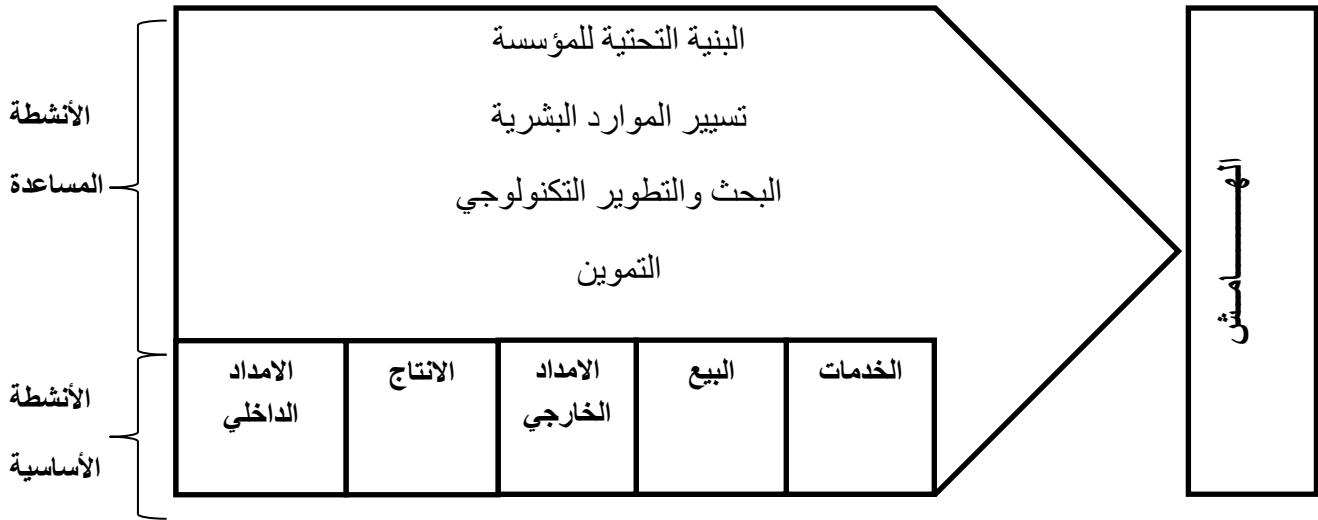 البنية التحتية للمؤسسة
تسيير الموارد البشرية
البحث والتطوير التكنولوجي
التموين
الأنشطة
المساعدة
الهـــــــامـش
الامداد
الداخلي
الانتاج
الامداد
الخارجي
البيع
الخدمات
الأنشطة
الأساسية